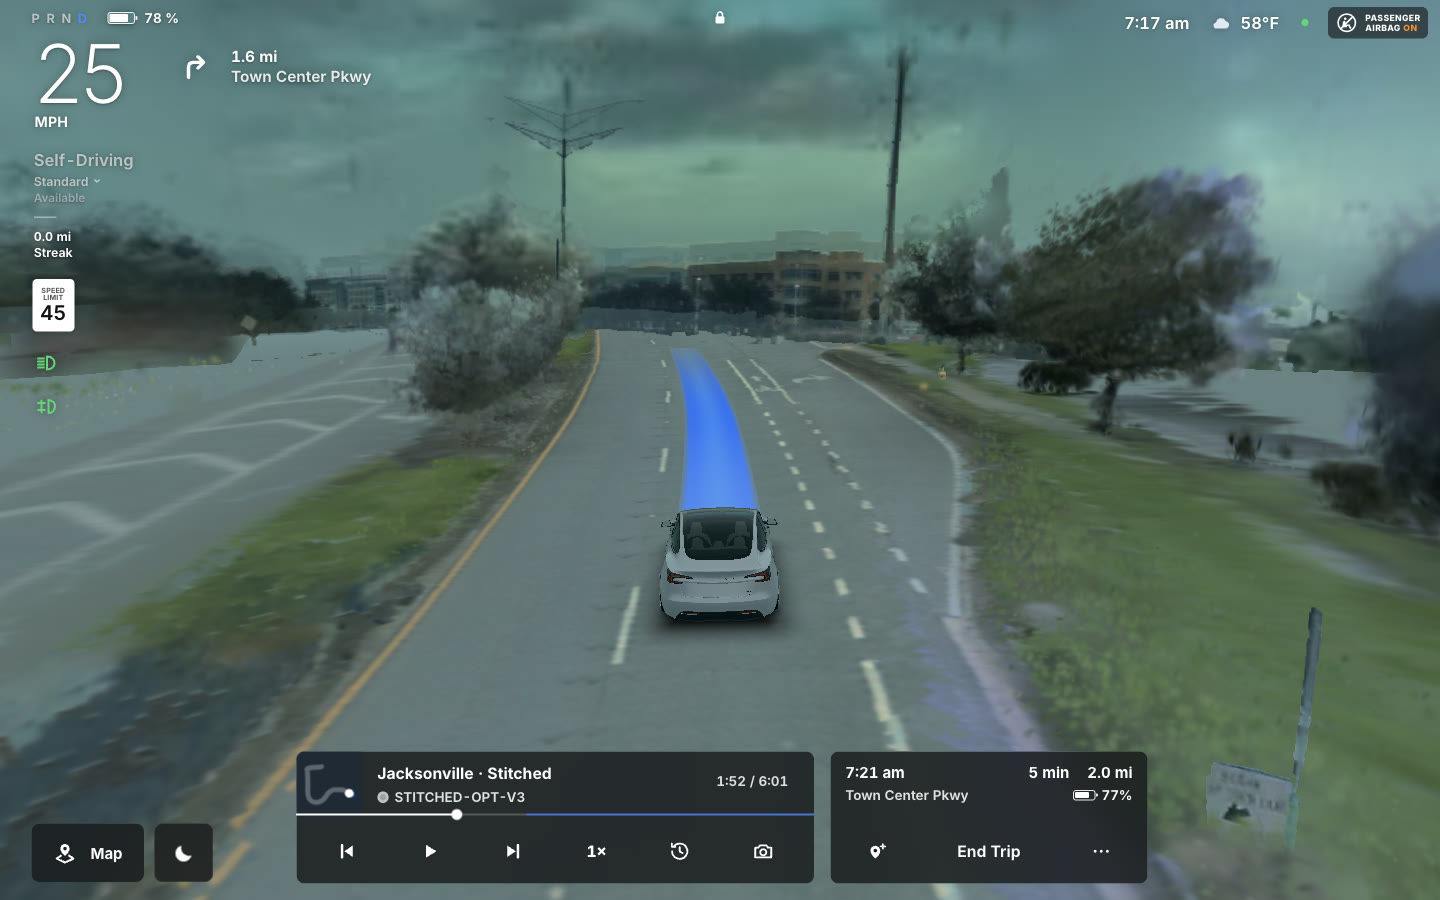 P R N D 78 %
7:17 am 58°F
PASSENGER
AIRBAG ON
25
MPH
1.6 mi
Town Center Pkwy
Self-Driving
Standard
Available
0.0 mi
Streak
SPEED
LIMIT
45
Jacksonville · Stitched
STITCHED-OPT-V3
1:52 / 6:01
1×
7:21 am 5 min 2.0 mi
Town Center Pkwy 77%
End Trip
Map